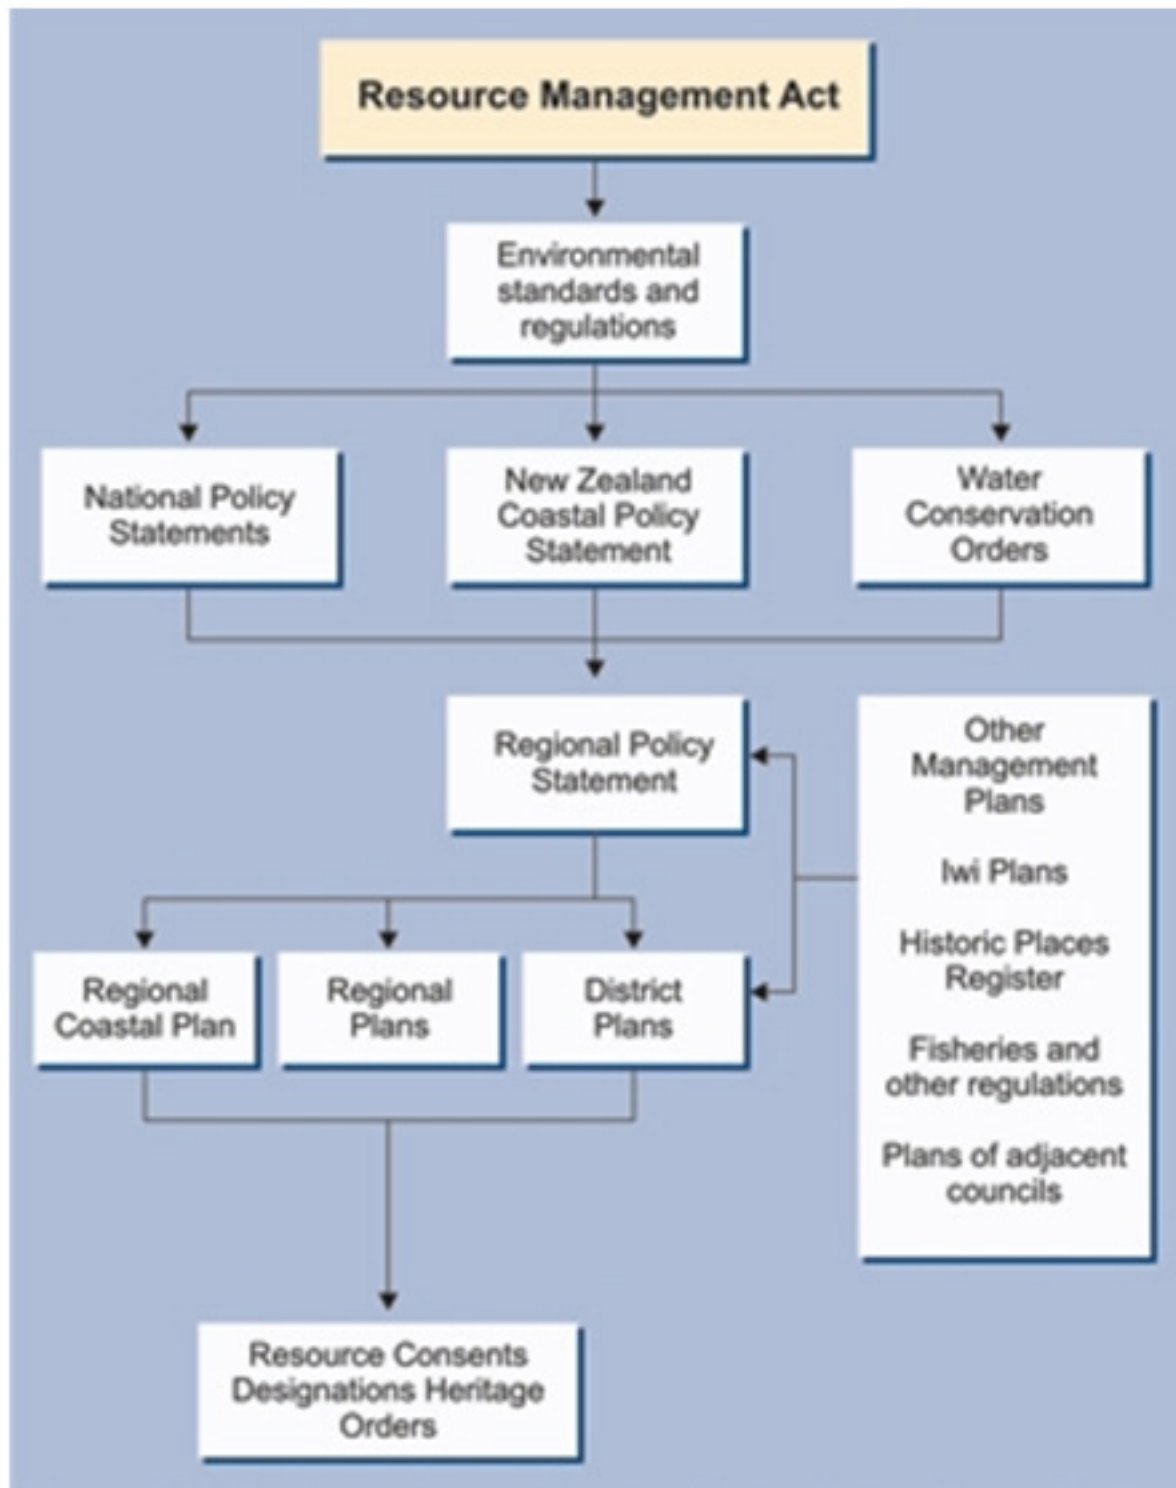 Resource Management Act
Environmental
standards and
regulations
National Policy
Statements
New Zealand
Coastal Policy
Statement
Water
Conservation
Orders
Regional Policy
Statement
Other
Management
Plans
Iwi Plans
Historic Places
Register
Fisheries and
other regulations
Plans of adjacent
councils
Regional
Coastal Plan
Regional
Plans
District
Plans
Resource Consents
Designations Heritage
Orders